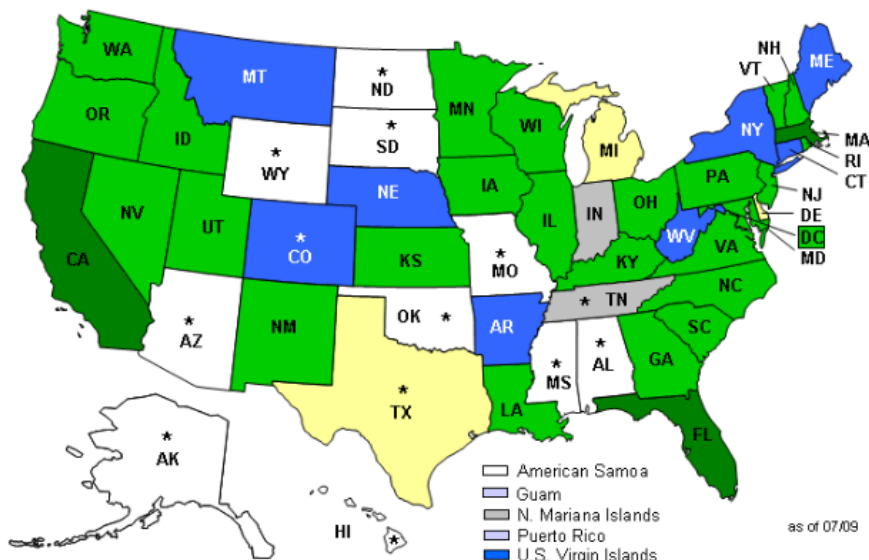 WA
MT
*
ND
MN
VT
NH
ME
OR
ID
*
WY
*
SD
WI
MI
NY
MA
RI
CT
NE
IA
PA
NJ
NV
UT
*
CO
IL
IN
OH
DE
DC
MD
CA
KS
*
MO
KY
WV
VA
*
AZ
NM
OK *
AR
* TN
NC
SC
*
TX
LA
*
MS
*
AL
GA
FL
*
AK
HI
*
American Samoa
Guam
N. Mariana Islands
Puerto Rico
U.S. Virgin Islands
as of 07/09